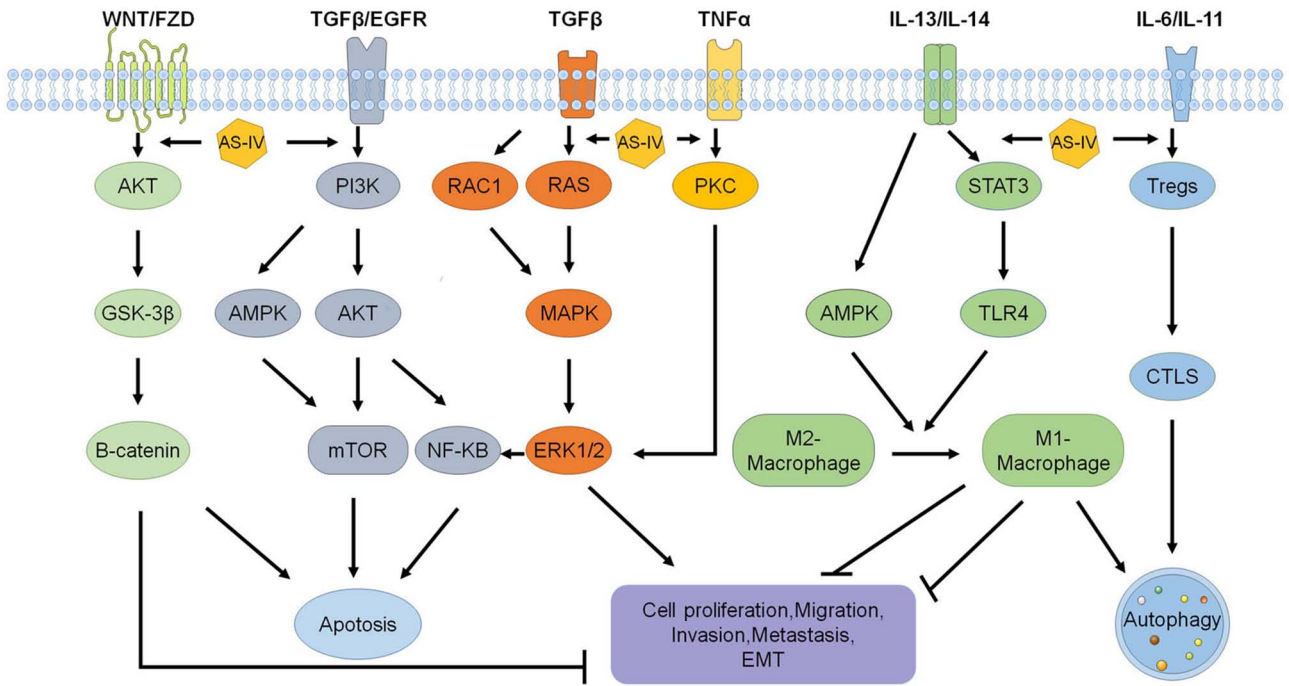 WNT/FZD
TGFβ/EGFR
TGFβ
TNFα
IL-13/IL-14
IL-6/IL-11
AS-IV
AS-IV
AS-IV
AKT
PI3K
RAC1
RAS
PKC
STAT3
Tregs
GSK-3β
AMPK
AKT
MAPK
AMPK
TLR4
CTLS
B-catenin
mTOR
NF-KB
ERK1/2
M2-
Macrophage
M1-
Macrophage
Apotosis
Cell proliferation,Migration,
Invasion,Metastasis,
EMT
Autophagy